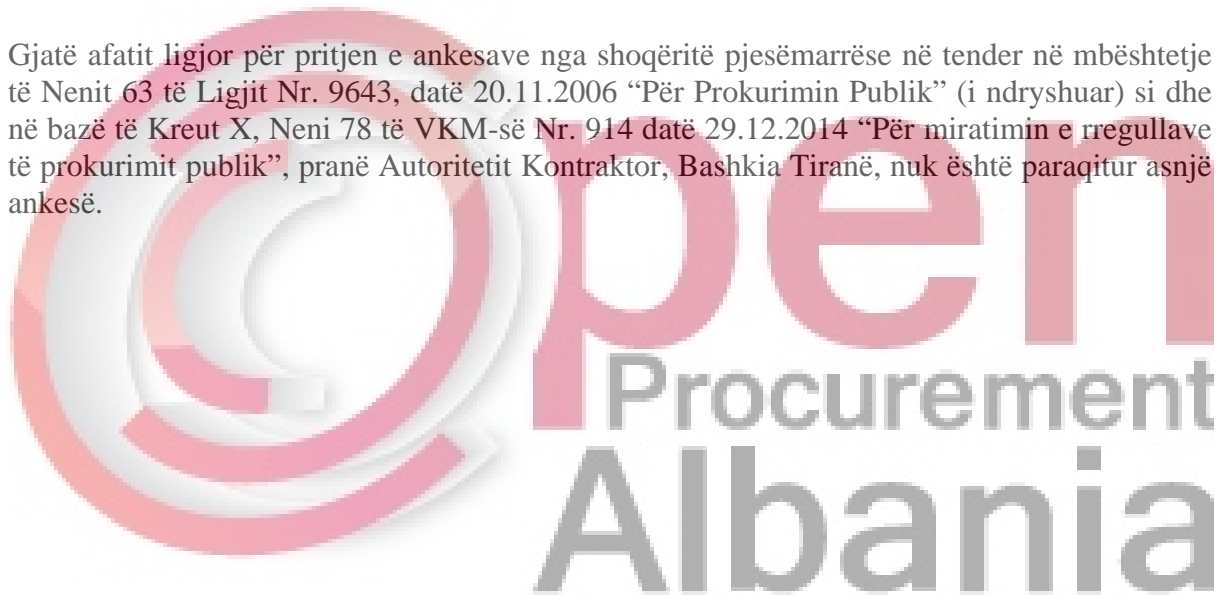 Gjatë afatit ligjor për pritjen e ankesave nga shoqëritë pjesëmarrëse në tender në mbështetje
të Nenit 63 të Ligjit Nr. 9643, datë 20.11.2006 “Për Prokurimin Publik” (i ndryshuar) si dhe
në bazë të Kreut X, Neni 78 të VKM-së Nr. 914 datë 29.12.2014 “Për miratimin e rregullave
të prokurimit publik”, pranë Autoritetit Kontraktor, Bashkia Tiranë, nuk është paraqitur asnjë
ankesë.
Open
Procurement
Albania